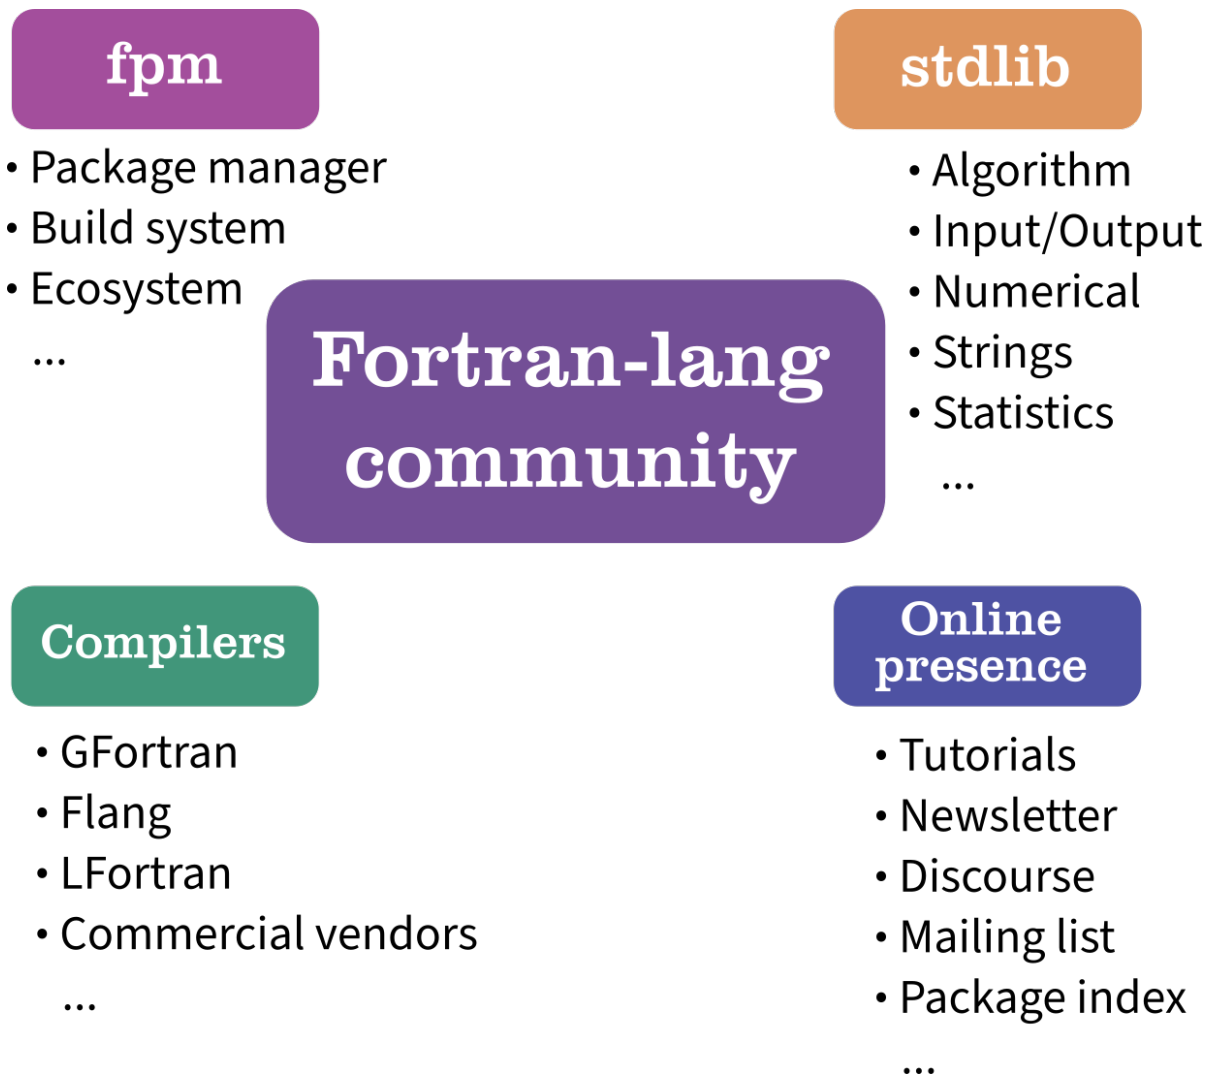 fpm
• Package manager
• Build system
• Ecosystem
...
stdlib
• Algorithm
• Input/Output
• Numerical
• Strings
• Statistics
...
Fortran-lang
community
Compilers
• GFortran
• Flang
• LFortran
• Commercial vendors
...
Online
presence
• Tutorials
• Newsletter
• Discourse
• Mailing list
• Package index
...